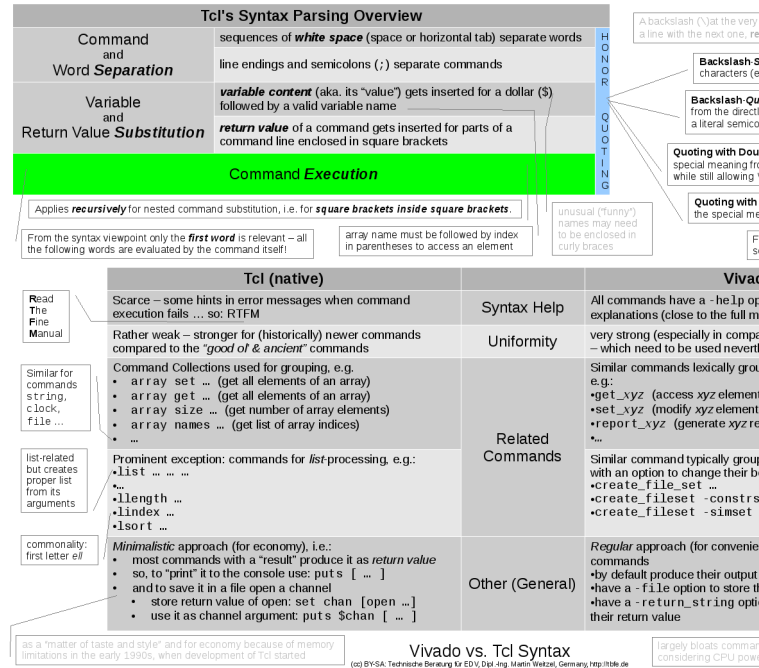 Tcl's Syntax Parsing Overview
Command
and
Word Separation
sequences of white space (space or horizontal tab) separate words
line endings and semicolons (;) separate commands
Variable
and
Return Value Substitution
variable content (aka. its “value”) gets inserted for a dollar ($)
followed by a valid variable name
return value of a command gets inserted for parts of a
command line enclosed in square brackets
HONOR QUOTING
Command Execution
A backslash (\)at the very
a line with the next one, re
Backslash-S
characters (e
Backslash-Qu
from the directl
a literal semico
Quoting with Dou
special meaning fro
while still allowing
Quoting with
the special me
F
s
Applies recursively for nested command substitution, i.e. for square brackets inside square brackets.
From the syntax viewpoint only the first word is relevant – all
the following words are evaluated by the command itself!
array name must be followed by index
in parentheses to access an element
unusual (“funny”)
names may need
to be enclosed in
curly braces
Tcl (native)
Vivad
Read
The
Fine
Manual
Scarce – some hints in error messages when command
execution fails … so: RTFM
Syntax Help
All commands have a -help op
explanations (close to the full m
Rather weak – stronger for (historically) newer commands
compared to the “good ol' & ancient” commands
Uniformity
very strong (especially in compa
– which need to be used nevert
Similar for
commands
string,
clock,
file …
Command Collections used for grouping, e.g.
• array set … (get all elements of an array)
• array get … (get all elements of an array)
• array size … (get number of array elements)
• array names … (get list of array indices)
• …
Related
Commands
Similar commands lexically grou
e.g.:
•get_xyz (access xyz element
•set_xyz (modify xyz element
•report_xyz (generate xyz re
•…
list-related
but creates
proper list
from its
arguments
Prominent exception: commands for list-processing, e.g.:
•list … … …
•…
•llength …
•lindex …
•lsort …
Similar command typically group
with an option to change their be
•create_file_set …
•create_fileset -constrs
•create_fileset -simset
commonality:
first letter ell
Minimalistic approach (for economy), i.e.:
• most commands with a “result” produce it as return value
• so, to “print” it to the console use: puts [ … ]
• and to save it in a file open a channel
• store return value of open: set chan [open …]
• use it as channel argument: puts $chan [ … ]
Other (General)
Regular approach (for convenie
commands
•by default produce their output
•have a -file option to store th
•have a -return_string optio
their return value
as a “matter of taste and style” and for economy because of memory
limitations in the early 1990s, when development of Tcl started
Vivado vs. Tcl Syntax
(cc) BY-SA: Technische Beratung für EDV, Dipl.-Ing. Martin Weitzel, Germany, http://tbfe.de
largely bloats comman
considering CPU powe